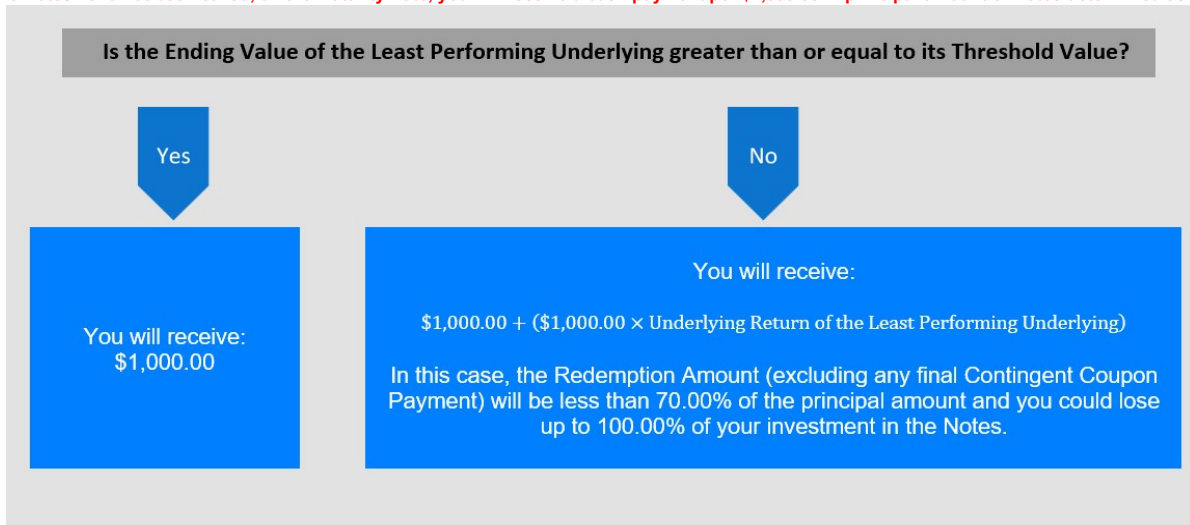 Is the Ending Value of the Least Performing Underlying greater than or equal to its Threshold Value?
Yes
No
You will receive:
$1,000.00
You will receive:
$1,000.00 + ($1,000.00 × Underlying Return of the Least Performing Underlying)
In this case, the Redemption Amount (excluding any final Contingent Coupon
Payment) will be less than 70.00% of the principal amount and you could lose
up to 100.00% of your investment in the Notes.